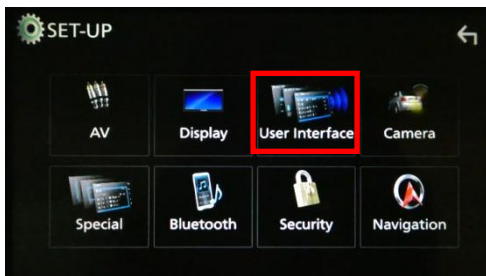 SET-UP
AV
Display
User Interface
Camera
Special
Bluetooth
Security
Navigation